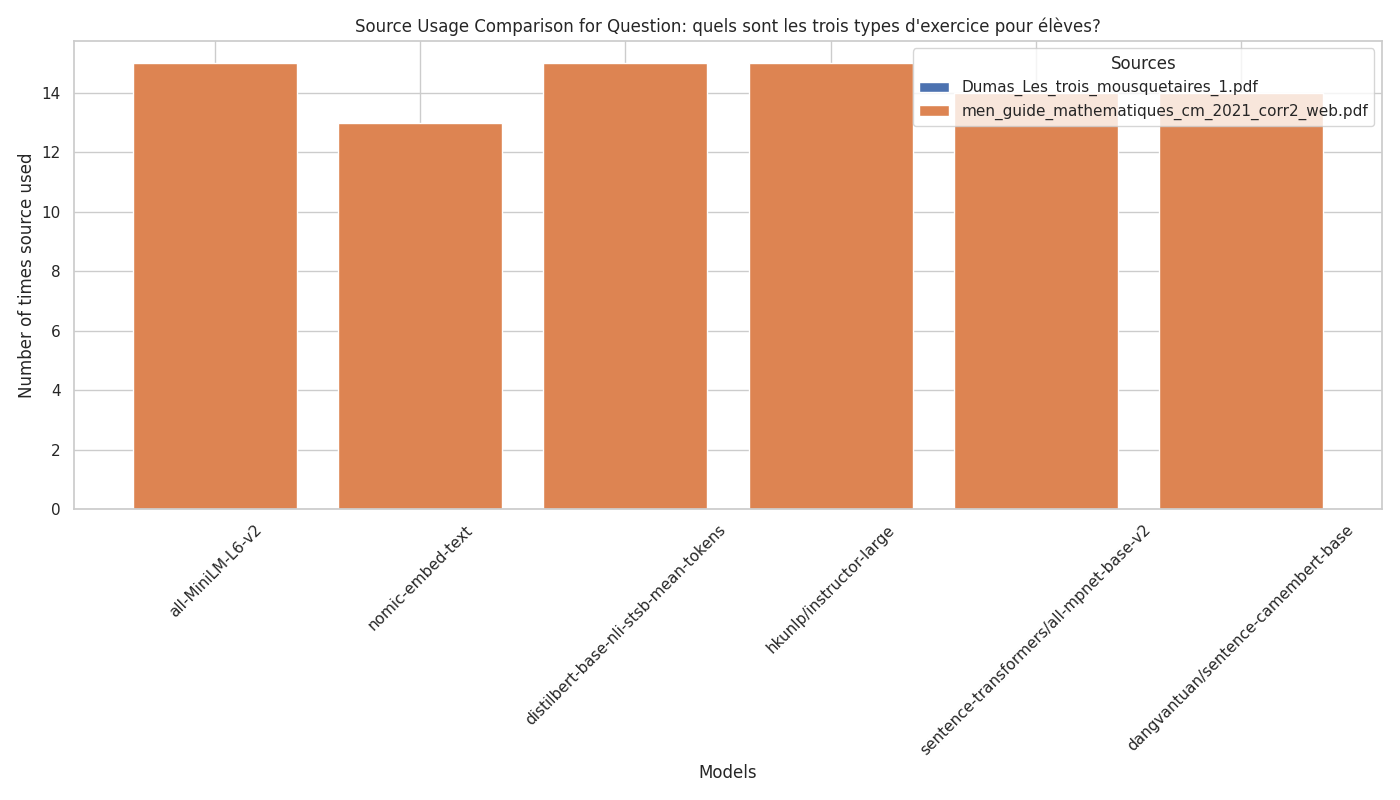 Source Usage Comparison for Question: quels sont les trois types d'exercice pour élèves?
Sources
Dumas_Les_trois_mousquetaires_1.pdf
men_guide_mathematiques_cm_2021_corr2_web.pdf
Number of times source used
14
12
10
8
6
4
2
0
all-MiniLM-L6-v2
nomic-embed-text
distilbert-base-nli-stsb-mean-tokens
hkunlp/instructor-large
sentence-transformers/all-mpnet-base-v2
dangvantuan/sentence-camembert-base
Models